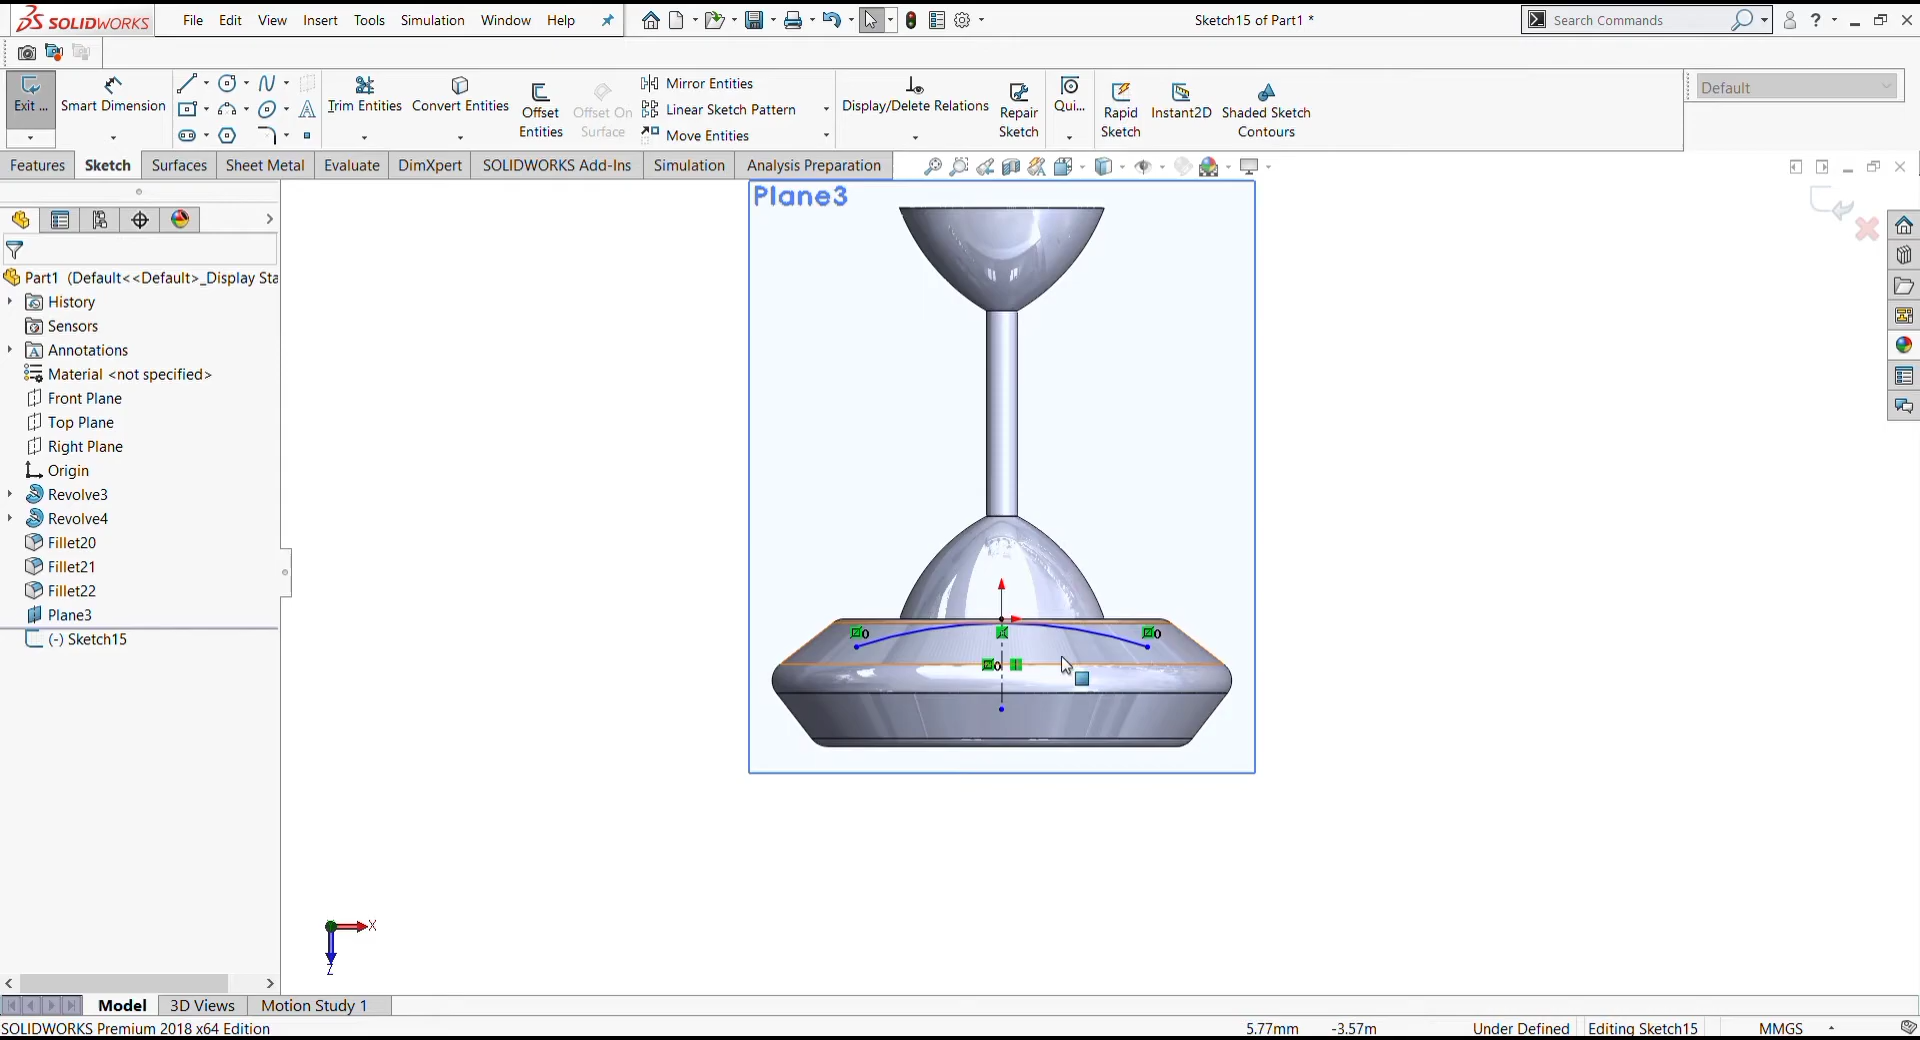 SOLIDWORKS
File Edit View Insert Tools Simulation Window Help
Sketch15 of Part1 *
Search Commands
?
Exit ...
Smart Dimension
Trim Entities
Convert Entities
Offset Entities
Offset On Surface
Mirror Entities
Linear Sketch Pattern
Move Entities
Display/Delete Relations
Repair Sketch
Qui...
Rapid Sketch
Instant2D
Shaded Sketch Contours
Default
Features Sketch Surfaces Sheet Metal Evaluate DimXpert SOLIDWORKS Add-Ins Simulation Analysis Preparation
Plane3
Part1 (Default<<Default>_Display Sta
History
Sensors
Annotations
Material <not specified>
Front Plane
Top Plane
Right Plane
Origin
Revolve3
Revolve4
Fillet20
Fillet21
Fillet22
Plane3
(-) Sketch15
0
0
0
X
Z
Model 3D Views Motion Study 1
SOLIDWORKS Premium 2018 x64 Edition
5.77mm -3.57m Under Defined Editing Sketch15 MMGS